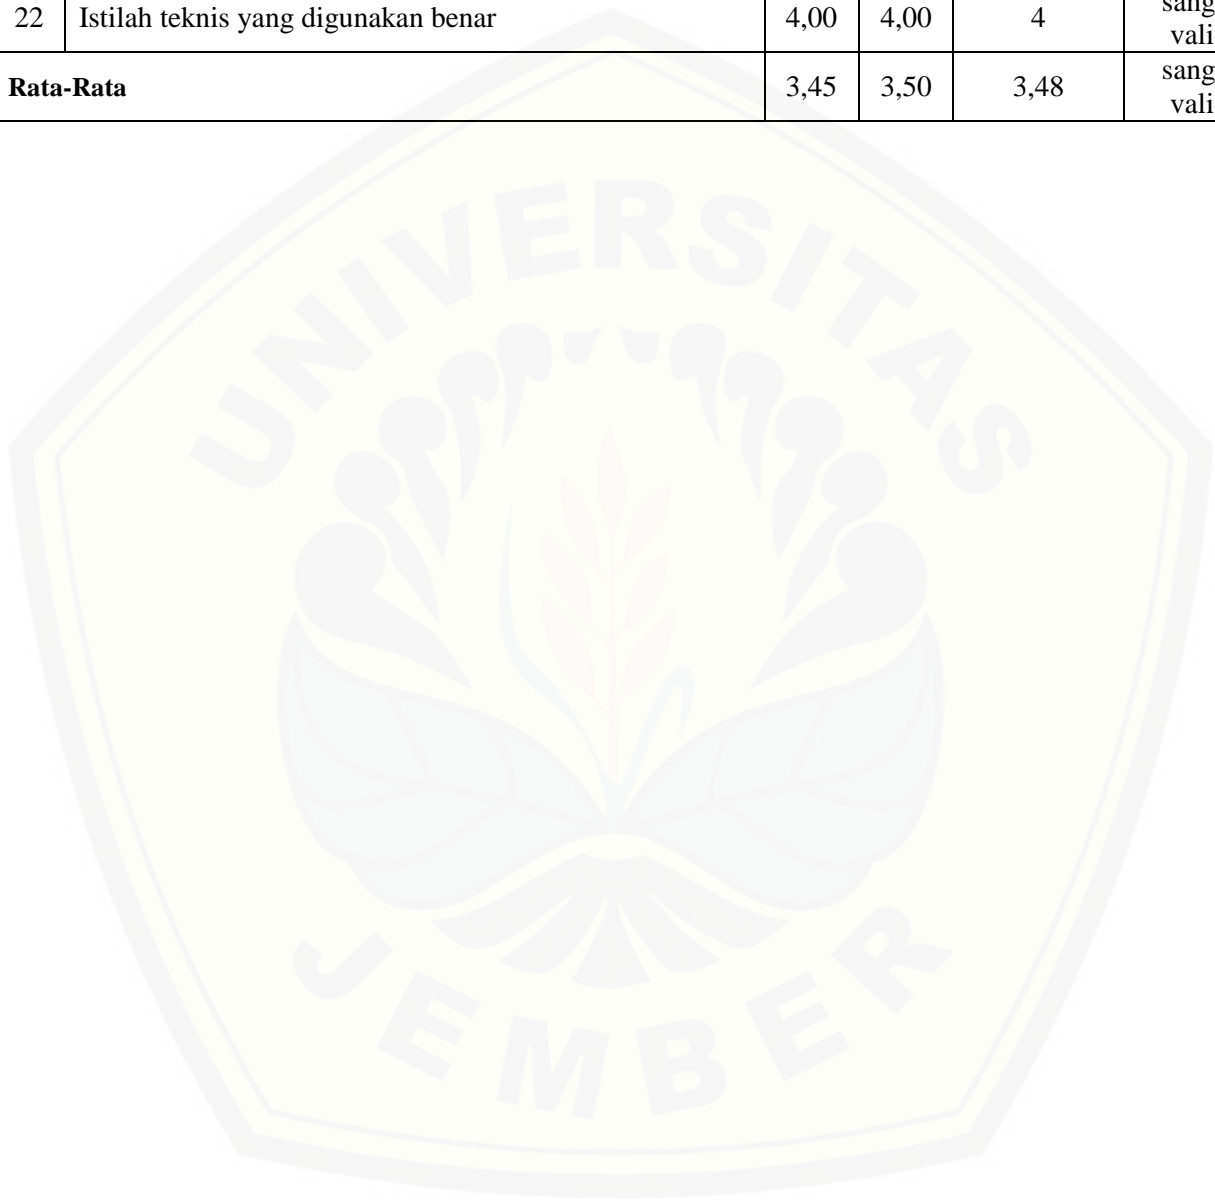 22 Istilah teknis yang digunakan benar 4,00 4,00 4 sang
vali
Rata-Rata 3,45 3,50 3,48 sang
vali
UNIVERSITAS
JEMBER